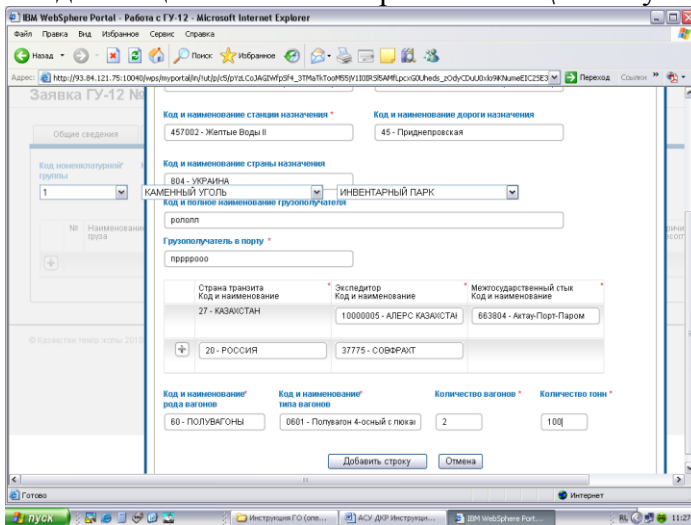 IBM WebSphere Portal - Работа с ГУ-12 - Microsoft Internet Explorer
Файл Правка Вид Избранное Сервис Справка
Назад Поиск Избранное
Адрес: Переход Ссылки »
Заявка ГУ-12 №
Общие сведения
Код и наименование станции назначения * Код и наименование дороги назначения
457002 - Желтые Воды II 45 - Приднепровская
Код номенклатурной группы
Код и наименование страны назначения
804 - УКРАИНА
1 КАМЕННЫЙ УГОЛЬ ИНВЕНТАРНЫЙ ПАРК
Код и полное наименование грузополучателя
рололл
№ Наименование груза
Грузополучатель в порту *
пррррооо
Страна транзита * Экспедитор * Межгосударственный стык *
Код и наименование Код и наименование Код и наименование
27 - КАЗАХСТАН 10000005 - АЛЕРС КАЗАХСТАН 663804 - Актау-Порт-Паром
20 - РОССИЯ 37775 - СОВФРАХТ
Код и наименование * Код и наименование * Количество вагонов * Количество тонн *
рода вагонов типа вагонов
60 - ПОЛУВАГОНЫ 0601 - Полувагон 4-осный с люка 2 100
Добавить строку Отмена
Готово Интернет
пуск Инструкция ГО (опе... АСУ ДКР Инструкци... IBM WebSphere Port... RL 11:27